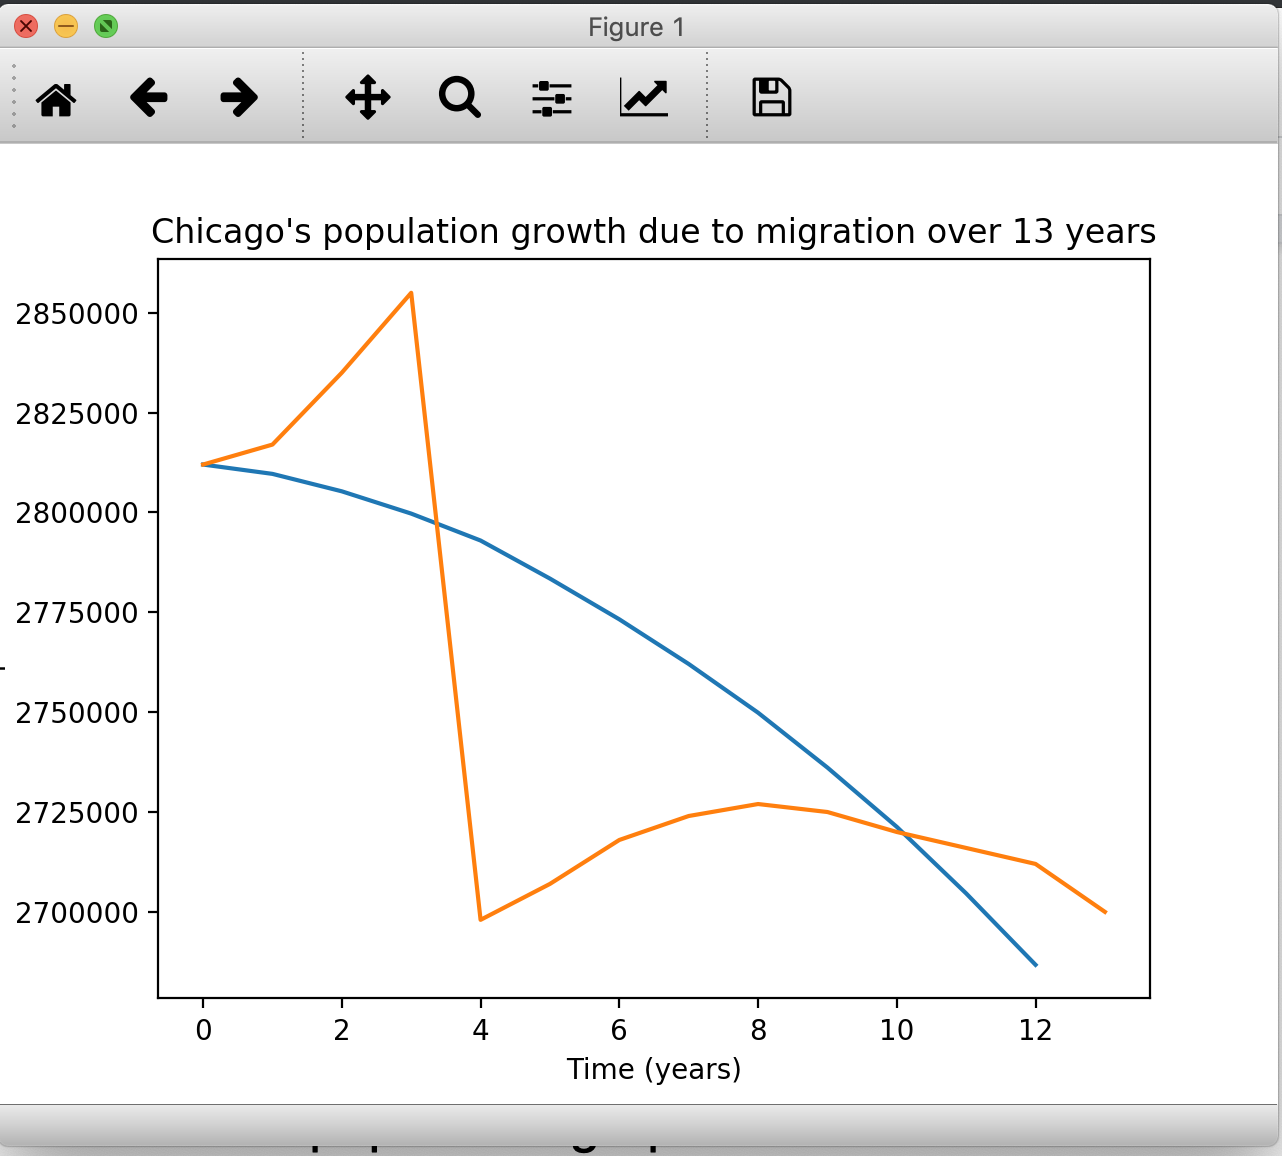 Figure 1
Chicago's population growth due to migration over 13 years
2850000
2825000
2800000
2775000
2750000
2725000
2700000
0 2 4 6 8 10 12
Time (years)